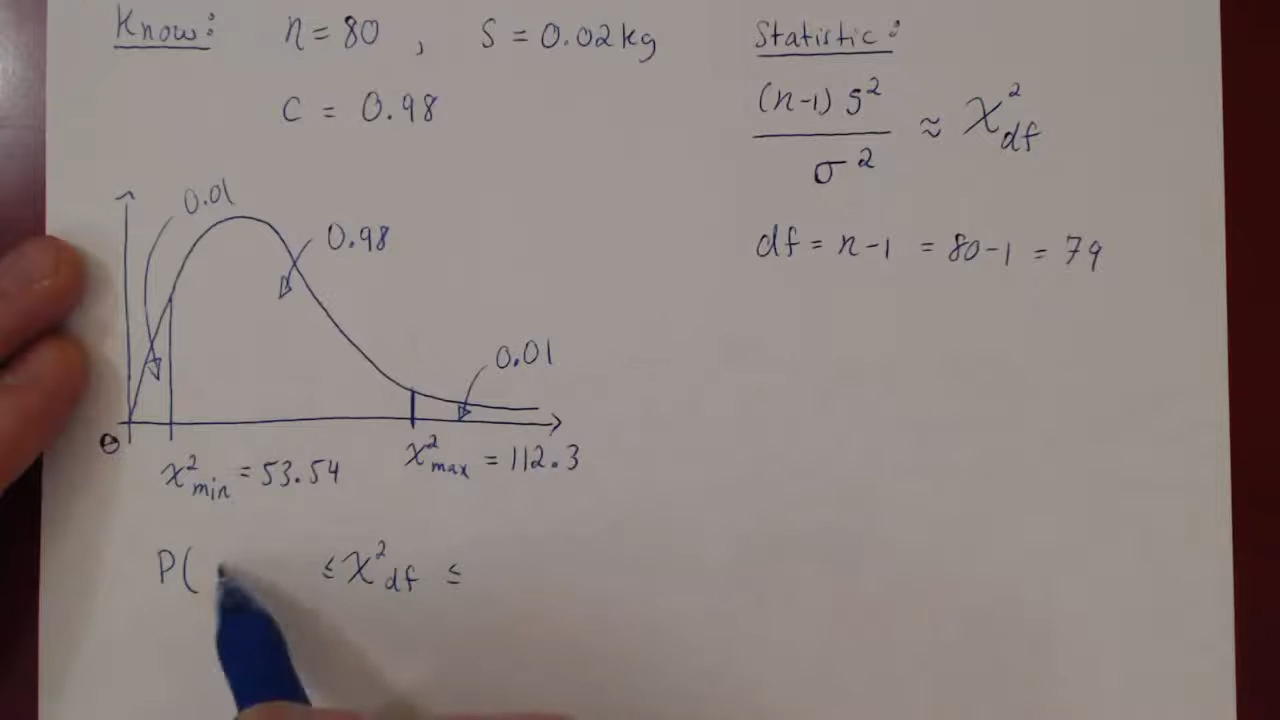 Know: n = 80 , S = 0.02 kg
C = 0.98
Statistic:
(n-1) S²
σ²
≈ χ²df
df = n - 1 = 80 - 1 = 79
0.01
0.98
0.01
0
χ²min = 53.54
χ²max = 112.3
P( ≤ χ²df ≤